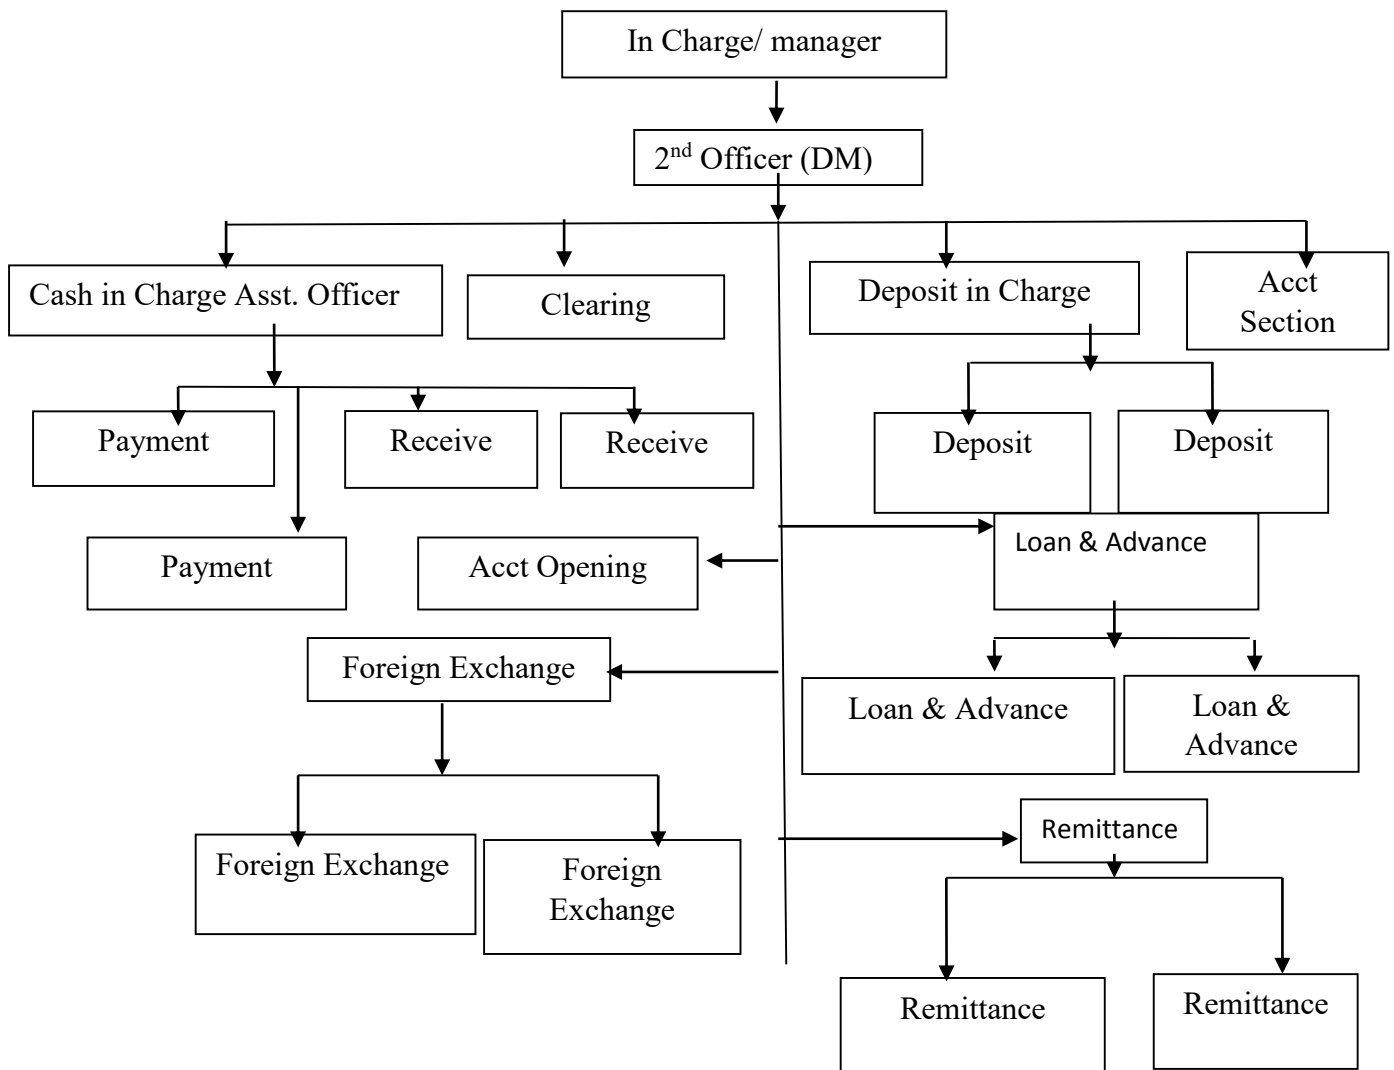 In Charge/ manager
2nd Officer (DM)
Cash in Charge Asst. Officer
Clearing
Deposit in Charge
Acct
Section
Payment
Receive
Receive
Deposit
Deposit
Payment
Acct Opening
Loan & Advance
Foreign Exchange
Loan & Advance
Loan &
Advance
Foreign Exchange
Foreign
Exchange
Remittance
Remittance
Remittance